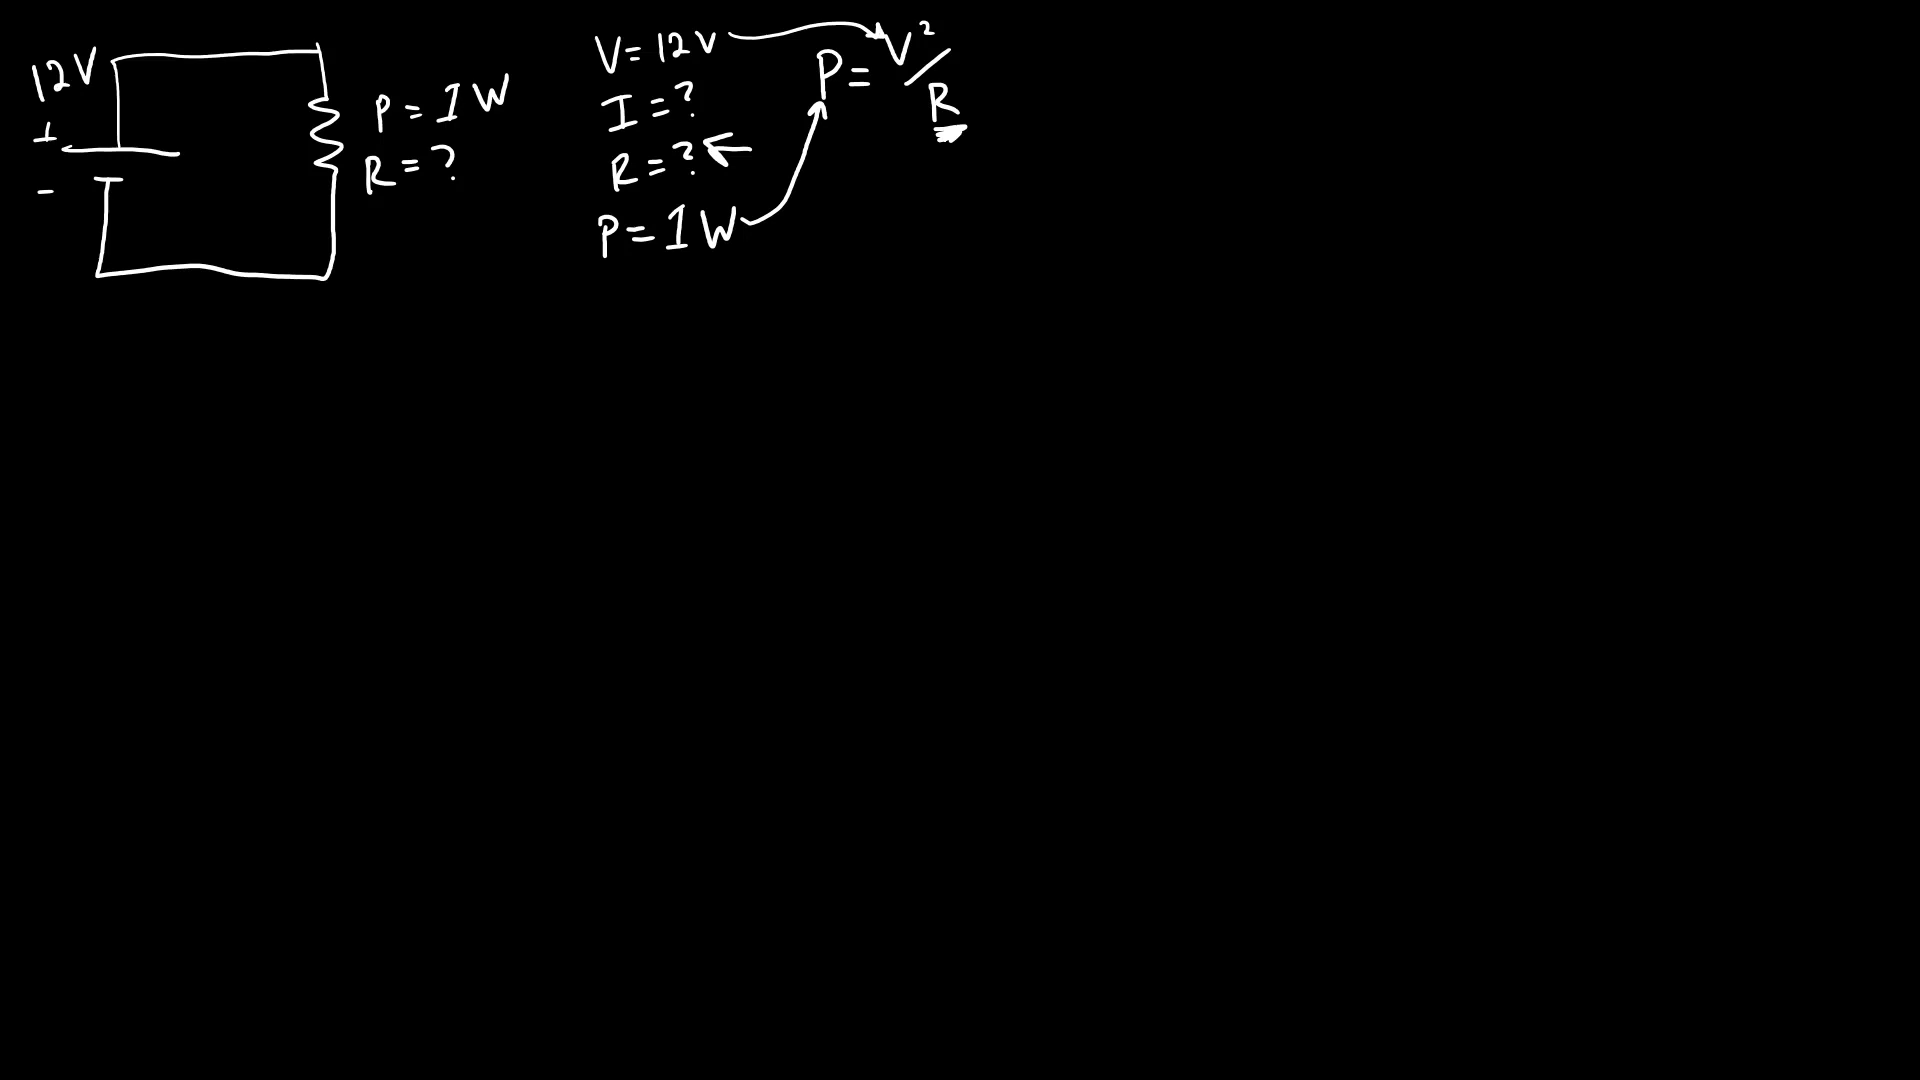 12V
+
-
P = 1W
R = ?
V = 12V
I = ?
R = ?
P = 1W
P = V²/R